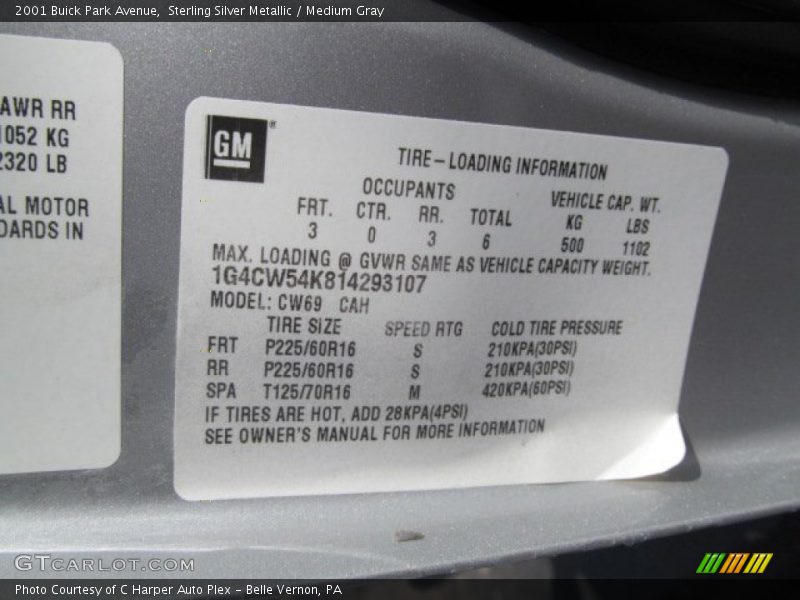 2001 Buick Park Avenue, Sterling Silver Metallic / Medium Gray
AWR RR
1052 KG
2320 LB
AL MOTOR
DARDS IN
GM®
TIRE-LOADING INFORMATION
OCCUPANTS VEHICLE CAP. WT.
FRT. CTR. RR. TOTAL KG LBS
3 0 3 6 500 1102
MAX. LOADING @ GVWR SAME AS VEHICLE CAPACITY WEIGHT.
1G4CW54K814293107
MODEL: CW69 CAH
TIRE SIZE SPEED RTG COLD TIRE PRESSURE
FRT P225/60R16 S 210KPA(30PSI)
RR P225/60R16 S 210KPA(30PSI)
SPA T125/70R16 M 420KPA(60PSI)
IF TIRES ARE HOT, ADD 28KPA(4PSI)
SEE OWNER'S MANUAL FOR MORE INFORMATION
GTCARLOT.COM
Photo Courtesy of C Harper Auto Plex - Belle Vernon, PA